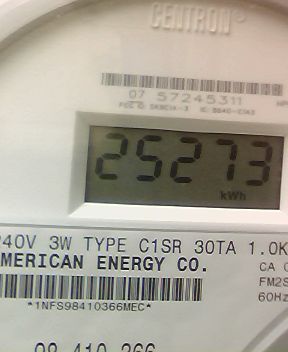 CENTRON®
07 57245311
25273
kWh
240V 3W TYPE C1SR 30TA 1.0K
AMERICAN ENERGY CO.
CA
FM2S
60Hz
*1NFS98410366MEC*
98 410 366